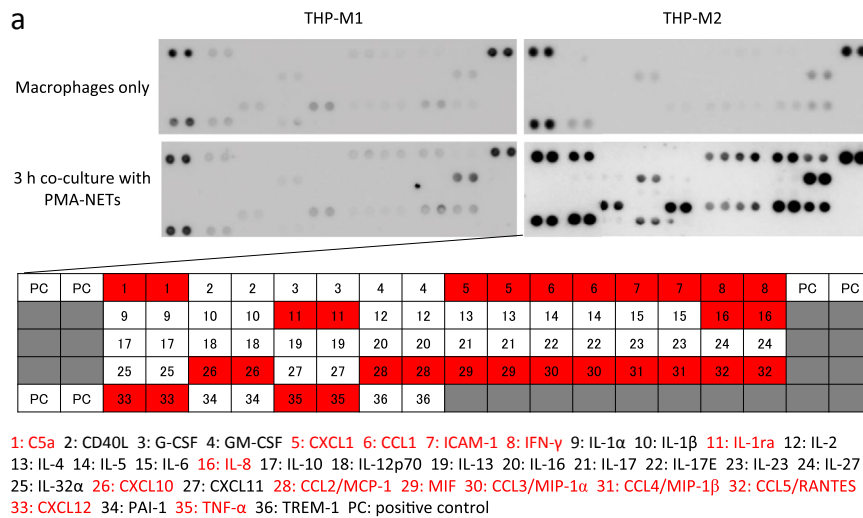 a
THP-M1 THP-M2
Macrophages only
3 h co-culture with
PMA-NETs
PC PC 1 1 2 2 3 3 4 4 5 5 6 6 7 7 8 8 PC PC
9 9 10 10 11 11 12 12 13 13 14 14 15 15 16 16
17 17 18 18 19 19 20 20 21 21 22 22 23 23 24 24
25 25 26 26 27 27 28 28 29 29 30 30 31 31 32 32
PC PC 33 33 34 34 35 35 36 36
1: C5a 2: CD40L 3: G-CSF 4: GM-CSF 5: CXCL1 6: CCL1 7: ICAM-1 8: IFN-γ 9: IL-1α 10: IL-1β 11: IL-1ra 12: IL-2
13: IL-4 14: IL-5 15: IL-6 16: IL-8 17: IL-10 18: IL-12p70 19: IL-13 20: IL-16 21: IL-17 22: IL-17E 23: IL-23 24: IL-27
25: IL-32α 26: CXCL10 27: CXCL11 28: CCL2/MCP-1 29: MIF 30: CCL3/MIP-1α 31: CCL4/MIP-1β 32: CCL5/RANTES
33: CXCL12 34: PAI-1 35: TNF-α 36: TREM-1 PC: positive control